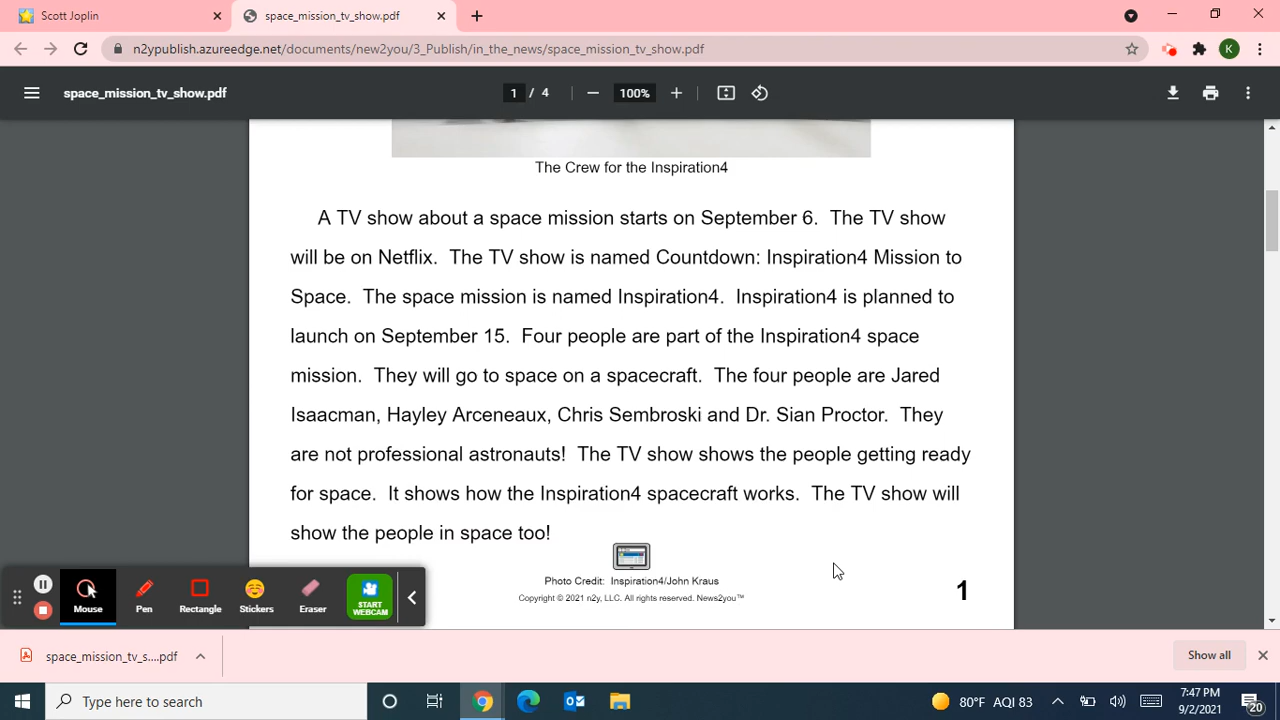 Scott Joplin
space_mission_tv_show.pdf
n2ypublish.azureedge.net/documents/new2you/3_Publish/in_the_news/space_mission_tv_show.pdf
K
space_mission_tv_show.pdf
1 / 4
100%
The Crew for the Inspiration4
A TV show about a space mission starts on September 6. The TV show
will be on Netflix. The TV show is named Countdown: Inspiration4 Mission to
Space. The space mission is named Inspiration4. Inspiration4 is planned to
launch on September 15. Four people are part of the Inspiration4 space
mission. They will go to space on a spacecraft. The four people are Jared
Isaacman, Hayley Arceneaux, Chris Sembroski and Dr. Sian Proctor. They
are not professional astronauts! The TV show shows the people getting ready
for space. It shows how the Inspiration4 spacecraft works. The TV show will
show the people in space too!
Photo Credit: Inspiration4/John Kraus
Copyright © 2021 n2y, LLC. All rights reserved. News2you™
1
Mouse
Pen
Rectangle
Stickers
Eraser
START
WEBCAM
space_mission_tv_s....pdf
Show all
Type here to search
80°F AQI 83
7:47 PM
9/2/2021
20